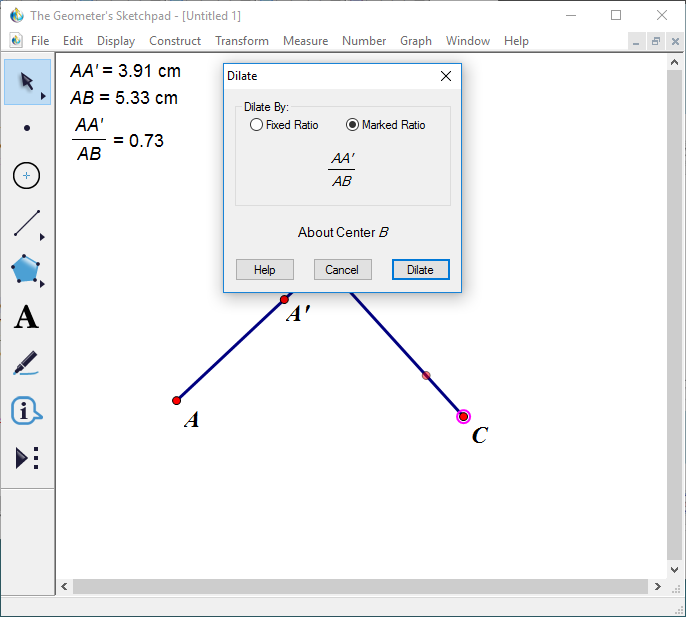 The Geometer's Sketchpad - [Untitled 1]
File Edit Display Construct Transform Measure Number Graph Window Help
AA' = 3.91 cm
AB = 5.33 cm
AA'
AB
= 0.73
Dilate
Dilate By:
Fixed Ratio Marked Ratio
AA'
AB
About Center B
Help Cancel Dilate
A'
A
C
A
i